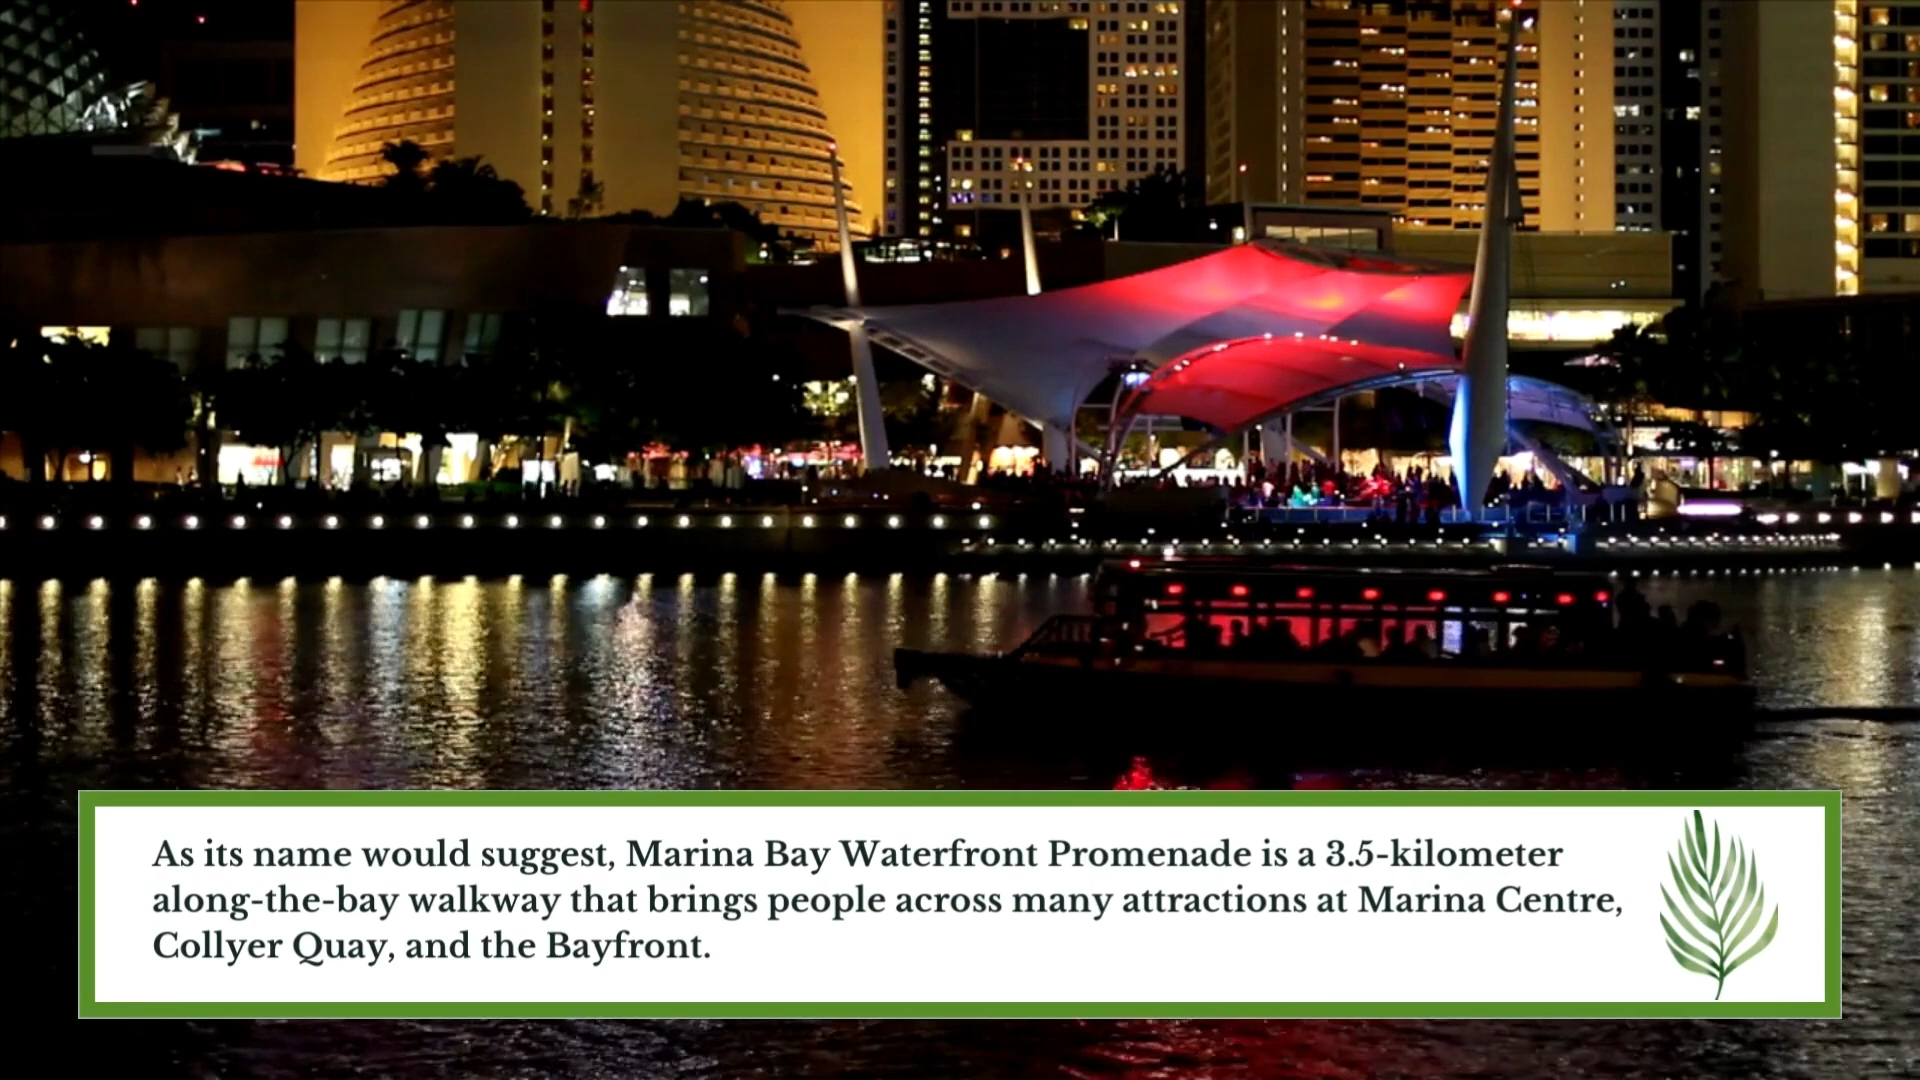 As its name would suggest, Marina Bay Waterfront Promenade is a 3.5-kilometer
along-the-bay walkway that brings people across many attractions at Marina Centre,
Collyer Quay, and the Bayfront.